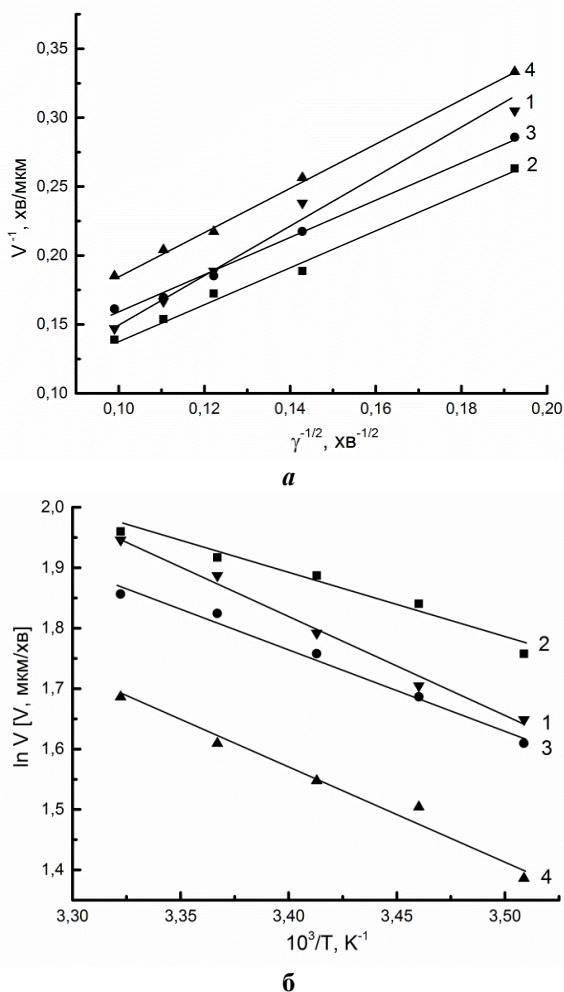 0,35
0,30
0,25
0,20
0,15
0,10
V⁻¹, хв/мкм
4
1
3
2
0,10 0,12 0,14 0,16 0,18 0,20
γ⁻¹/², хв⁻¹/²
а
2,0
1,9
1,8
1,7
1,6
1,5
1,4
ln V [V, мкм/хв]
2
1
3
4
3,30 3,35 3,40 3,45 3,50
10³/T, K⁻¹
б